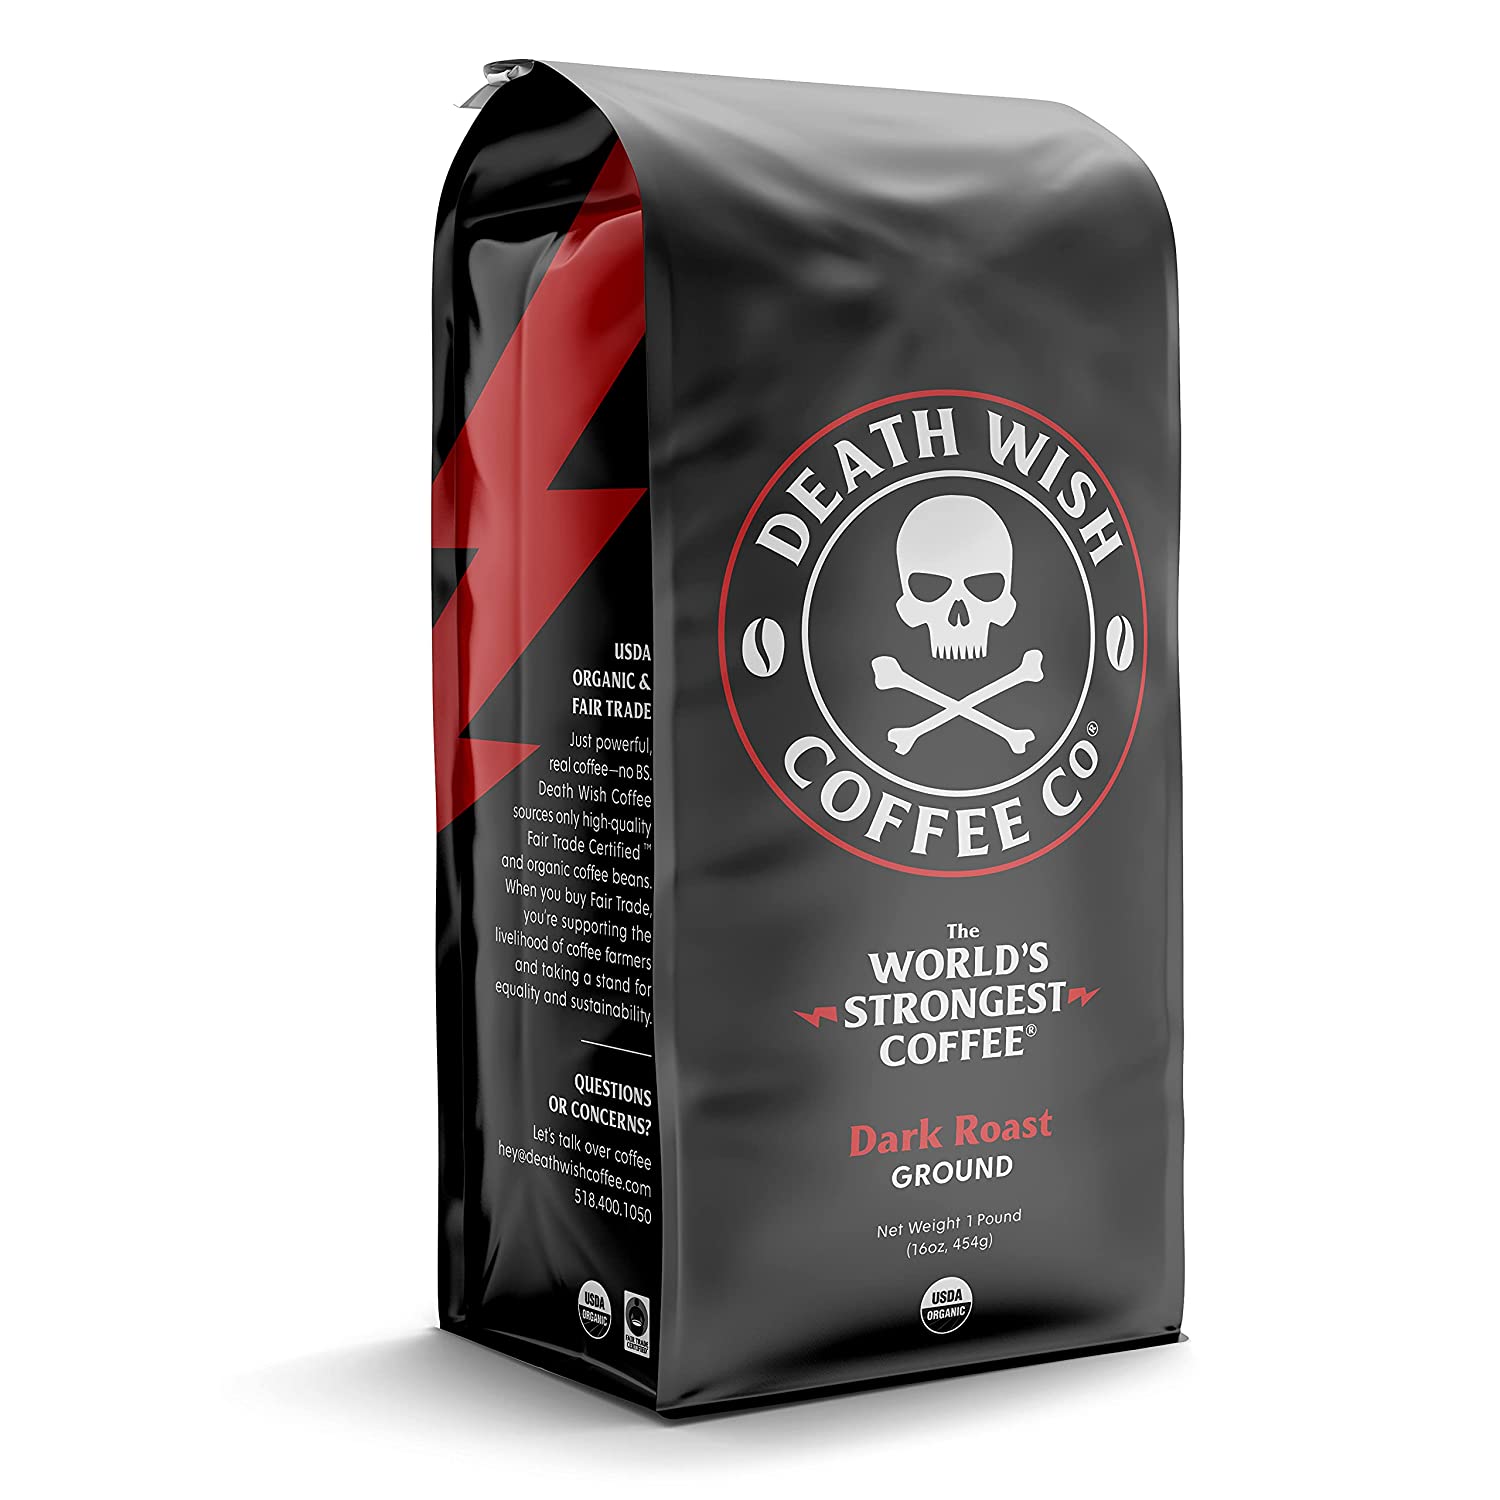 USDA
ORGANIC &
FAIR TRADE
Just powerful,
real coffee—no BS.
Death Wish Coffee
sources only high-quality
Fair Trade Certified™
and organic coffee beans.
When you buy Fair Trade,
you're supporting the
livelihood of coffee farmers
and taking a stand for
equality and sustainability.
QUESTIONS
OR CONCERNS?
Let's talk over coffee
hey@deathwishcoffee.com
518.400.1050
USDA
ORGANIC
FAIR TRADE
CERTIFIED
DEATH WISH
COFFEE CO®
The
WORLD'S
STRONGEST
COFFEE®
Dark Roast
GROUND
Net Weight 1 Pound
(16oz, 454g)
USDA
ORGANIC